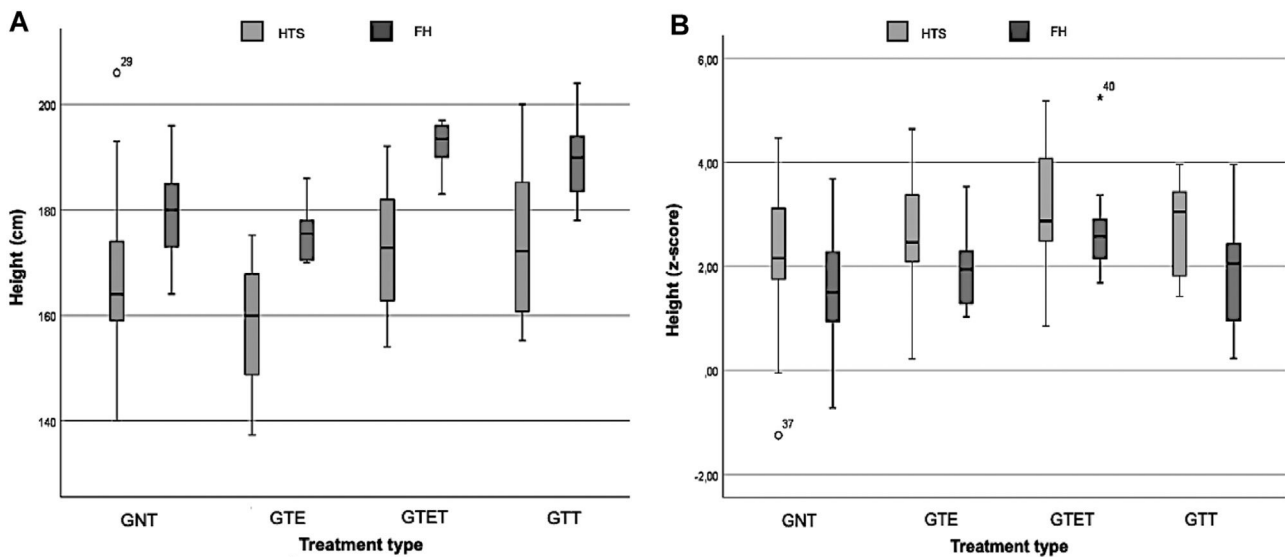 A
HTS
FH
29
Height (cm)
200
180
160
140
GNT
GTE
GTET
GTT
Treatment type
B
HTS
FH
40
37
Height (z-score)
6,00
4,00
2,00
,00
-2,00
GNT
GTE
GTET
GTT
Treatment type